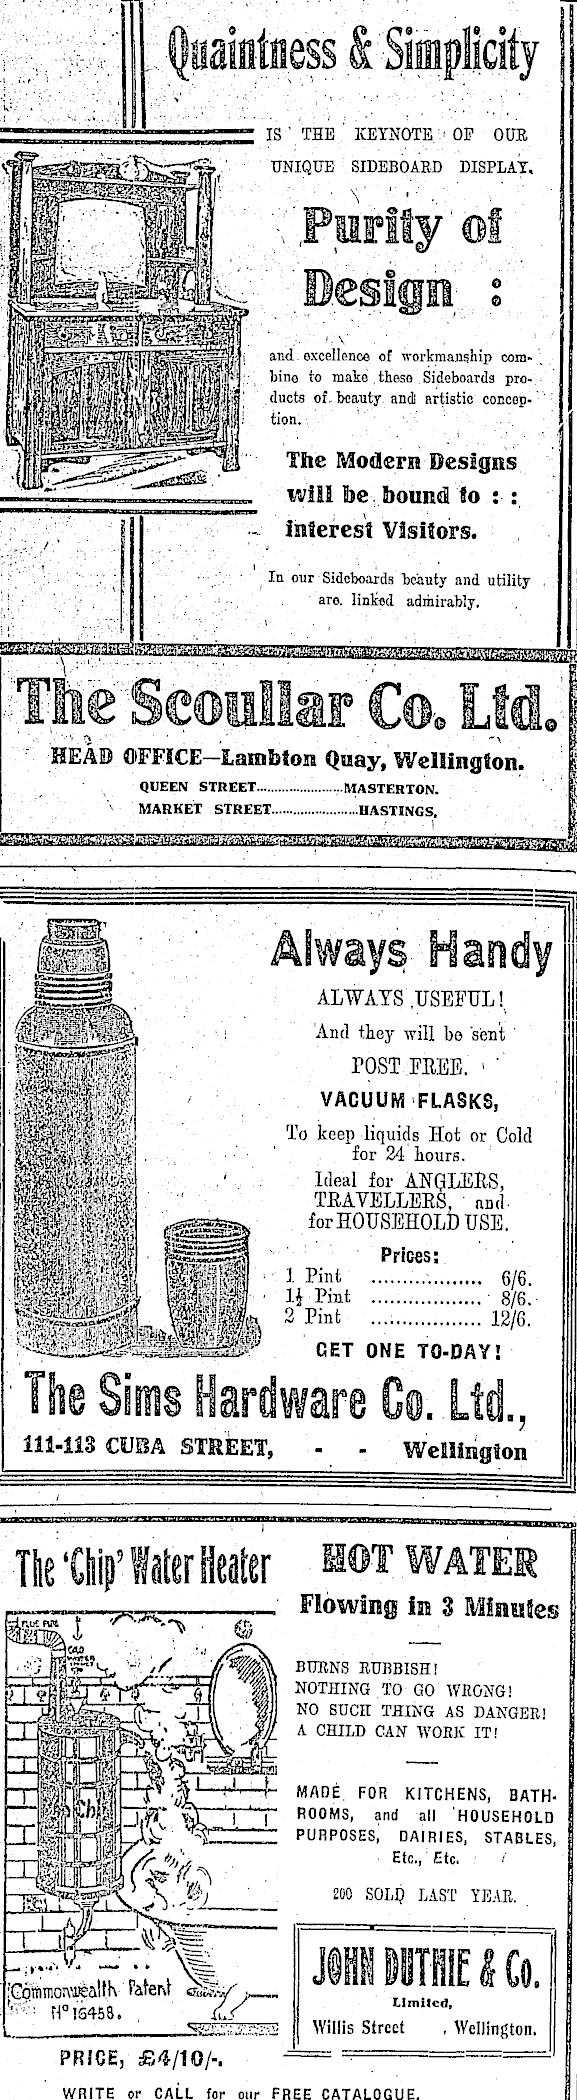 Quaintness & Simplicity
IS THE KEYNOTE OF OUR
UNIQUE SIDEBOARD DISPLAY.
Purity of
Design :
and excellence of workmanship com-
bine to make these Sideboards pro-
ducts of beauty and artistic concep-
tion.
The Modern Designs
will be bound to : :
interest Visitors.
In our Sideboards beauty and utility
are linked admirably.
The Scoullar Co. Ltd.
HEAD OFFICE—Lambton Quay, Wellington.
QUEEN STREET......................MASTERTON.
MARKET STREET......................HASTINGS.
Always Handy
ALWAYS USEFUL!
And they will be sent
POST FREE.
VACUUM FLASKS,
To keep liquids Hot or Cold
for 24 hours.
Ideal for ANGLERS,
TRAVELLERS, and
for HOUSEHOLD USE.
Prices:
1 Pint .................. 6/6.
1½ Pint .................. 8/6.
2 Pint .................. 12/6.
GET ONE TO-DAY!
The Sims Hardware Co. Ltd.,
111-113 CUBA STREET, - - Wellington
The 'Chip' Water Heater
FLUE PIPE
COLD
WATER
Chip
Commonwealth Patent
No 16458.
PRICE, £4/10/-.
HOT WATER
Flowing in 3 Minutes
BURNS RUBBISH!
NOTHING TO GO WRONG!
NO SUCH THING AS DANGER!
A CHILD CAN WORK IT!
MADE FOR KITCHENS, BATH-
ROOMS, and all HOUSEHOLD
PURPOSES, DAIRIES, STABLES,
Etc., Etc.
200 SOLD LAST YEAR.
JOHN DUTHIE & Co.
Limited,
Willis Street , Wellington.
WRITE or CALL for our FREE CATALOGUE.